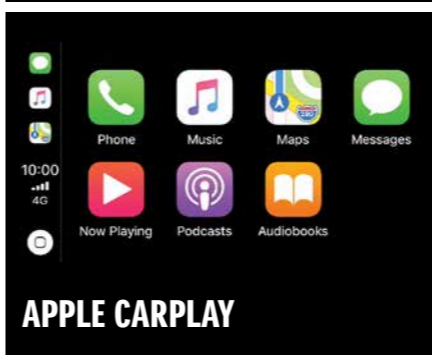 Phone Music Maps Messages
10:00
4G
Now Playing Podcasts Audiobooks
APPLE CARPLAY